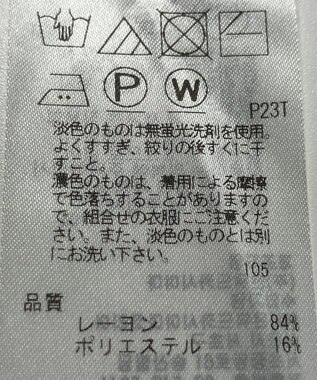 P W
P23T
淡色のものは無蛍光洗剤を使用。
よくすすぎ、絞りの後すぐに干
すこと。
濃色のものは、着用による摩擦
で色落ちすることがありますの
で、組合せの衣服にご注意くだ
さい。また、淡色のものとは別
にお洗い下さい。
105
品質
レーヨン 84%
ポリエステル 16%